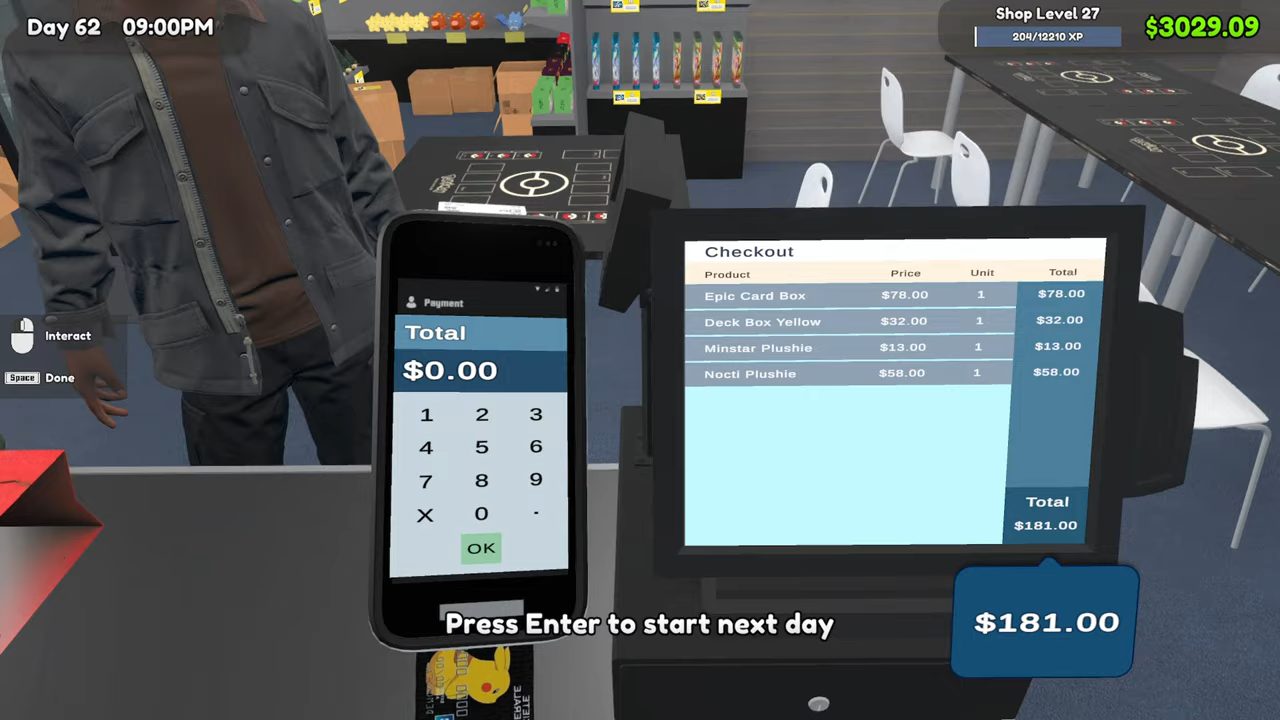 Day 62 09:00PM
Shop Level 27
204/12210 XP
$3029.09
Interact
Space Done
Payment
Total
$0.00
1 2 3
4 5 6
7 8 9
X 0 .
OK
Checkout
Product Price Unit Total
Epic Card Box $78.00 1 $78.00
Deck Box Yellow $32.00 1 $32.00
Minstar Plushie $13.00 1 $13.00
Nocti Plushie $58.00 1 $58.00
Total
$181.00
$181.00
Press Enter to start next day